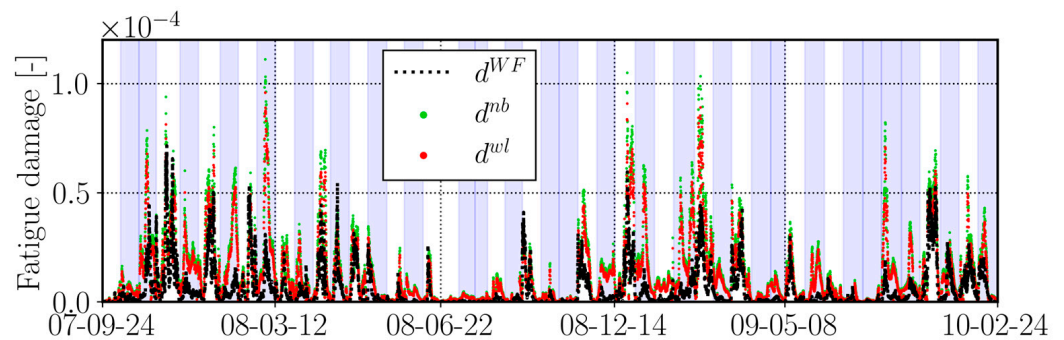 ×10⁻⁴
Fatigue damage [-]
1.0
0.5
0.0
d^{WF}
d^{nb}
d^{wl}
07-09-24 08-03-12 08-06-22 08-12-14 09-05-08 10-02-24